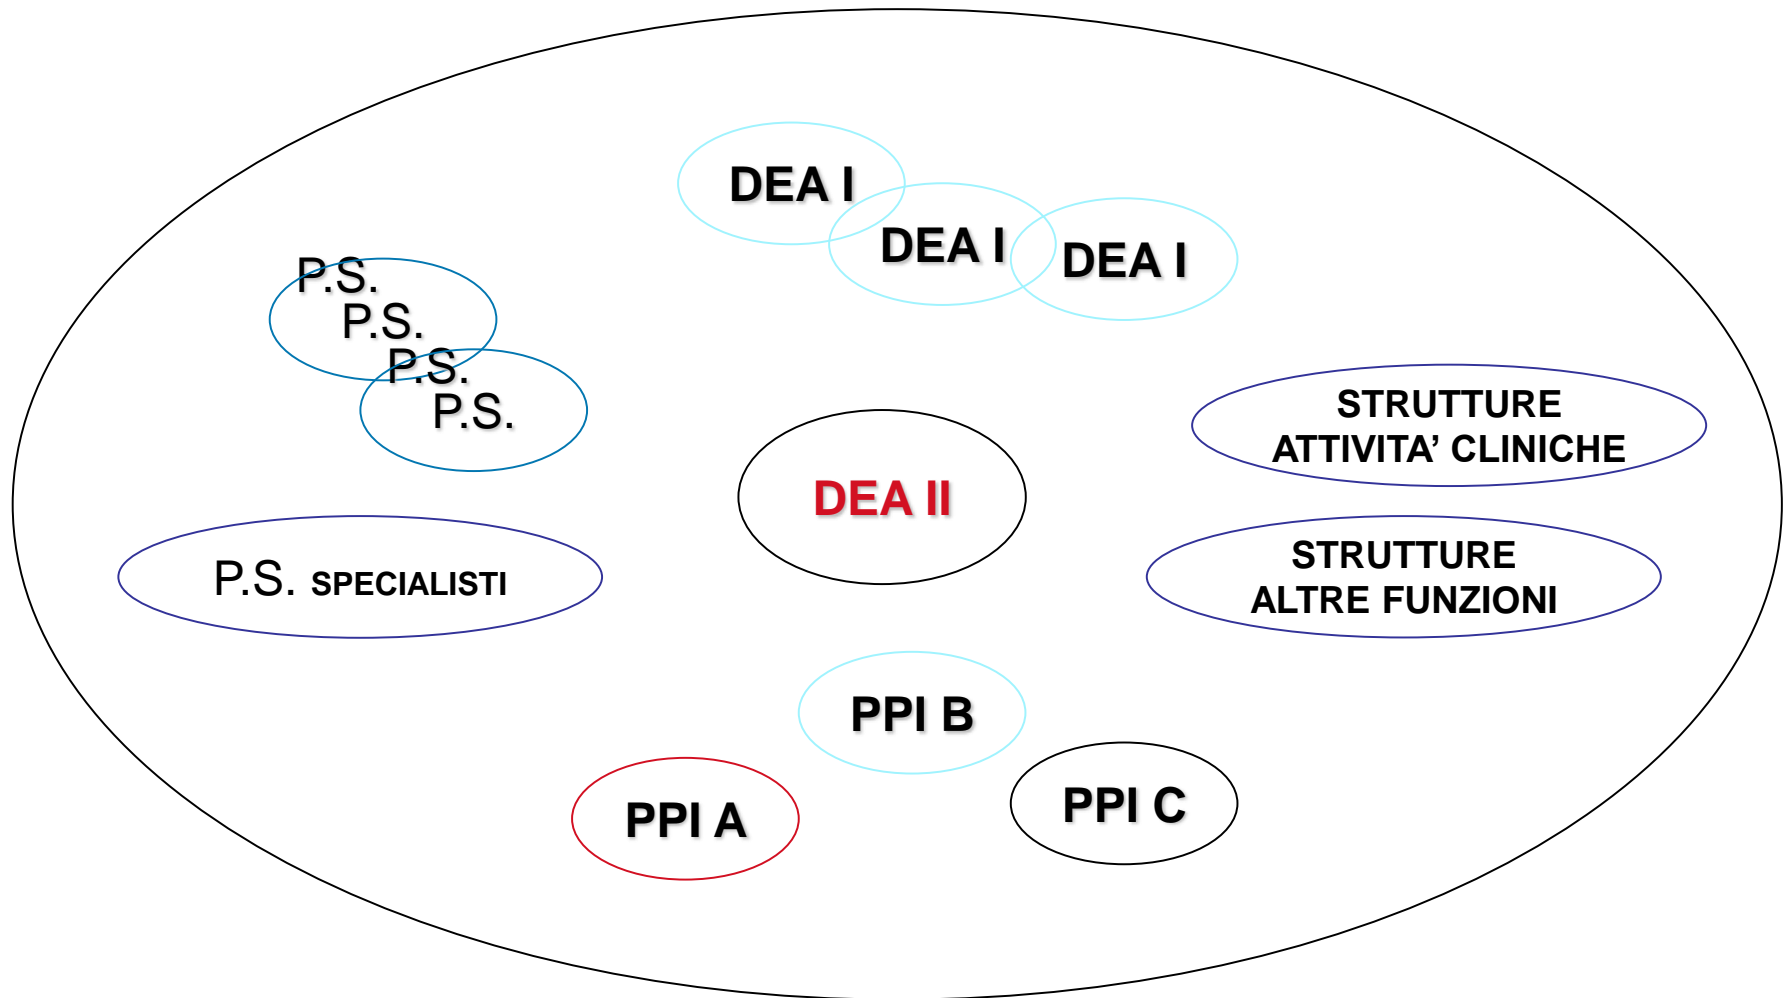 DEA I
DEA I
DEA I
P.S.
P.S.
P.S.
P.S.
STRUTTURE
ATTIVITA’ CLINICHE
DEA II
P.S. SPECIALISTI
STRUTTURE
ALTRE FUNZIONI
PPI B
PPI A
PPI C